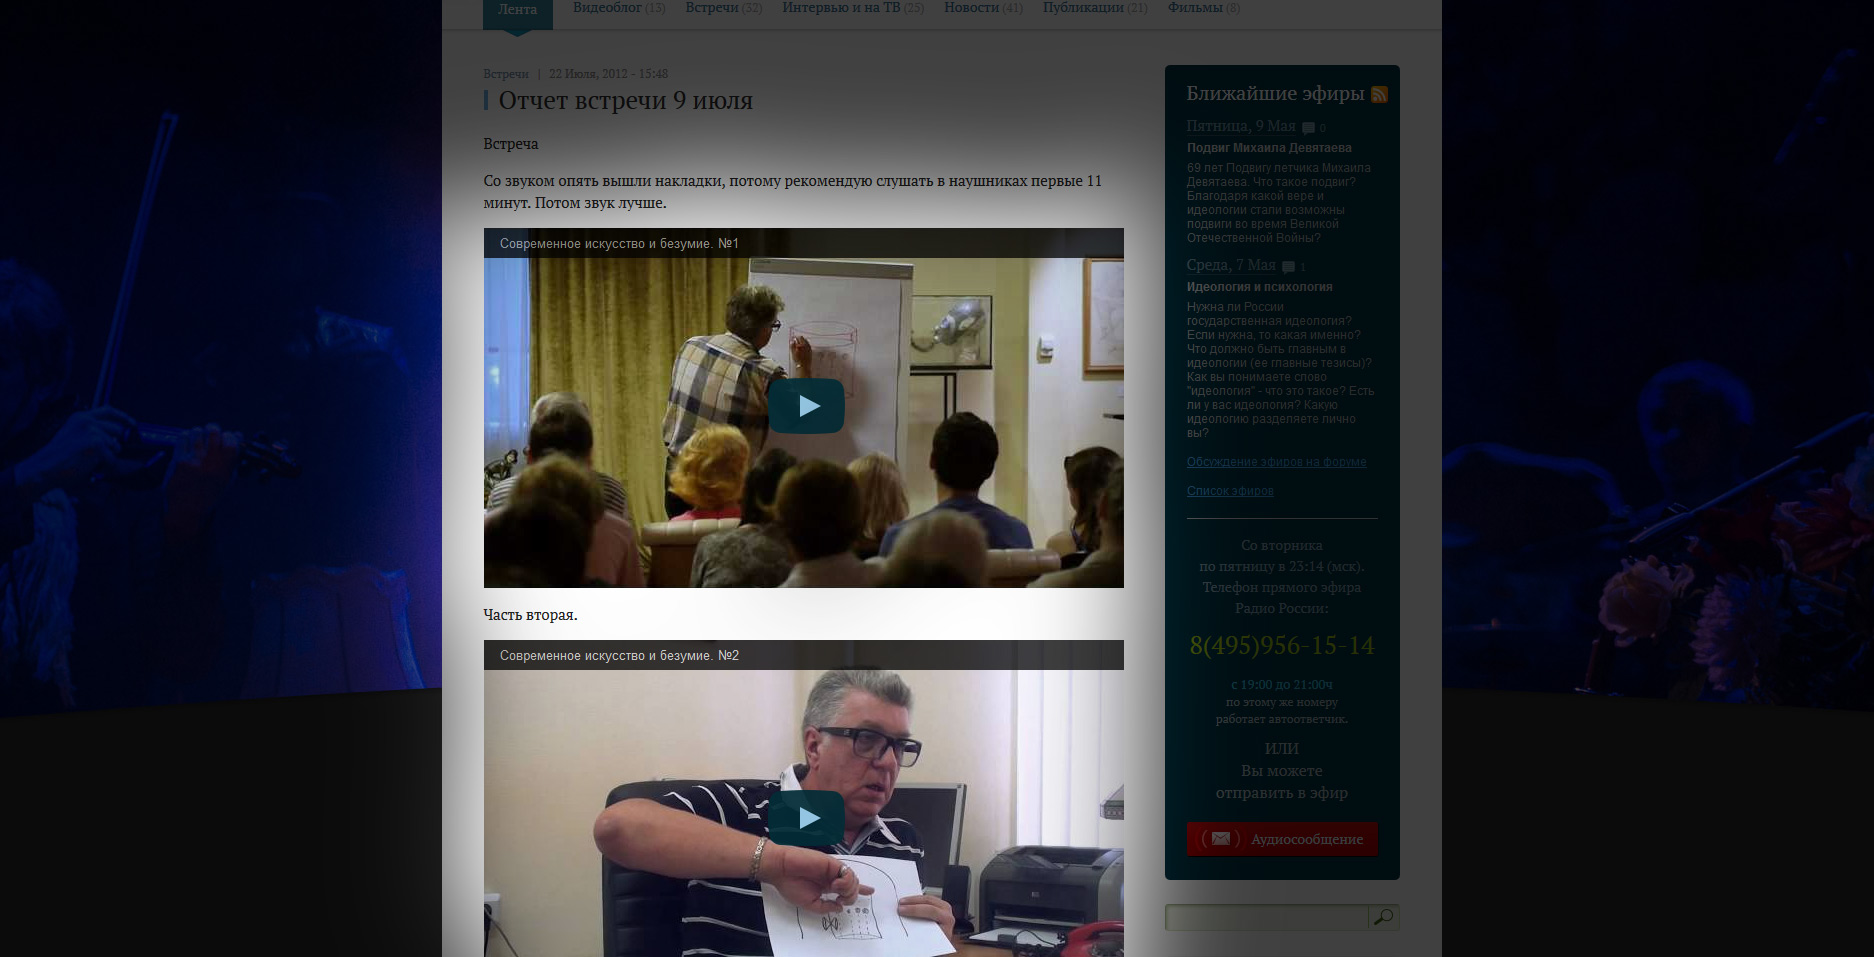 Лента Видеоблог (13) Встречи (32) Интервью и на ТВ (25) Новости (41) Публикации (21) Фильмы (8)
Встречи | 22 Июля, 2012 - 15:48
Отчет встречи 9 июля
Встреча
Со звуком опять вышли накладки, потому рекомендую слушать в наушниках первые 11
минут. Потом звук лучше.
Современное искусство и безумие. №1
Часть вторая.
Современное искусство и безумие. №2
Ближайшие эфиры
Пятница, 9 Мая 0
Подвиг Михаила Девятаева
69 лет Подвигу летчика Михаила
Девятаева. Что такое подвиг?
Благодаря какой вере и
идеологии стали возможны
подвиги во время Великой
Отечественной Войны?
Среда, 7 Мая 1
Идеология и психология
Нужна ли России
государственная идеология?
Если нужна, то какая именно?
Что должно быть главным в
идеологии (ее главные тезисы)?
Как вы понимаете слово
"идеология" - что это такое? Есть
ли у вас идеология? Какую
идеологию разделяете лично
вы?
Обсуждение эфиров на форуме
Список эфиров
Со вторника
по пятницу в 23:14 (мск).
Телефон прямого эфира
Радио России:
8(495)956-15-14
с 19:00 до 21:00ч
по этому же номеру
работает автоответчик.
ИЛИ
Вы можете
отправить в эфир
Аудиосообщение